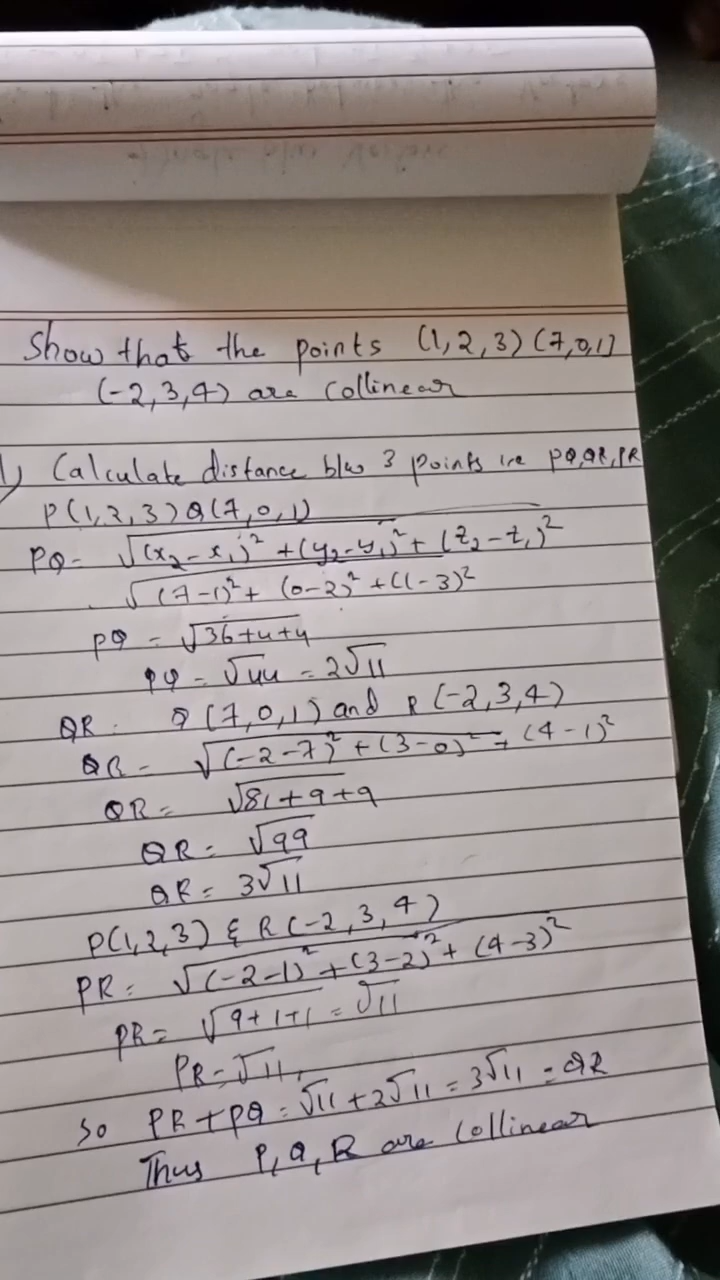 Show that the points (1,2,3) (7,0,1)
(-2,3,4) are collinear
1) Calculate distance b/w 3 points ie PQ,QR,PR
P(1,2,3) Q(7,0,1)
PQ = √(x₂-x₁)² + (y₂-y₁)² + (z₂-z₁)²
√(7-1)² + (0-2)² + (1-3)²
PQ = √36+4+4
PQ = √44 = 2√11
QR: Q(7,0,1) and R(-2,3,4)
QR = √(-2-7)² + (3-0)² + (4-1)²
QR = √81+9+9
QR = √99
QR = 3√11
P(1,2,3) & R(-2,3,4)
PR = √(-2-1)² + (3-2)² + (4-3)²
PR = √9+1+1 = √11
PR = √11,
So PR+PQ = √11 + 2√11 = 3√11 = QR
Thus P,Q,R are collinear